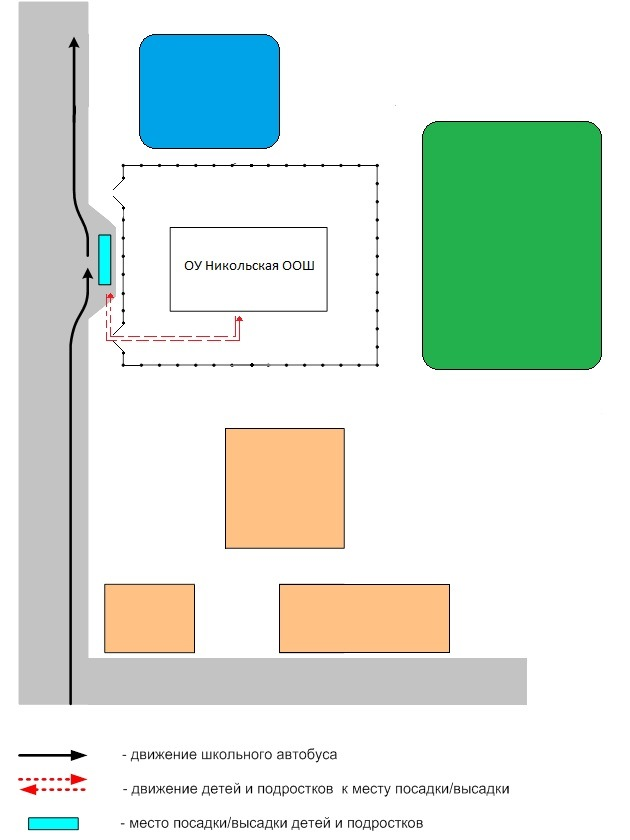 ОУ Никольская ООШ
- движение школьного автобуса
- движение детей и подростков к месту посадки/высадки
- место посадки/высадки детей и подростков